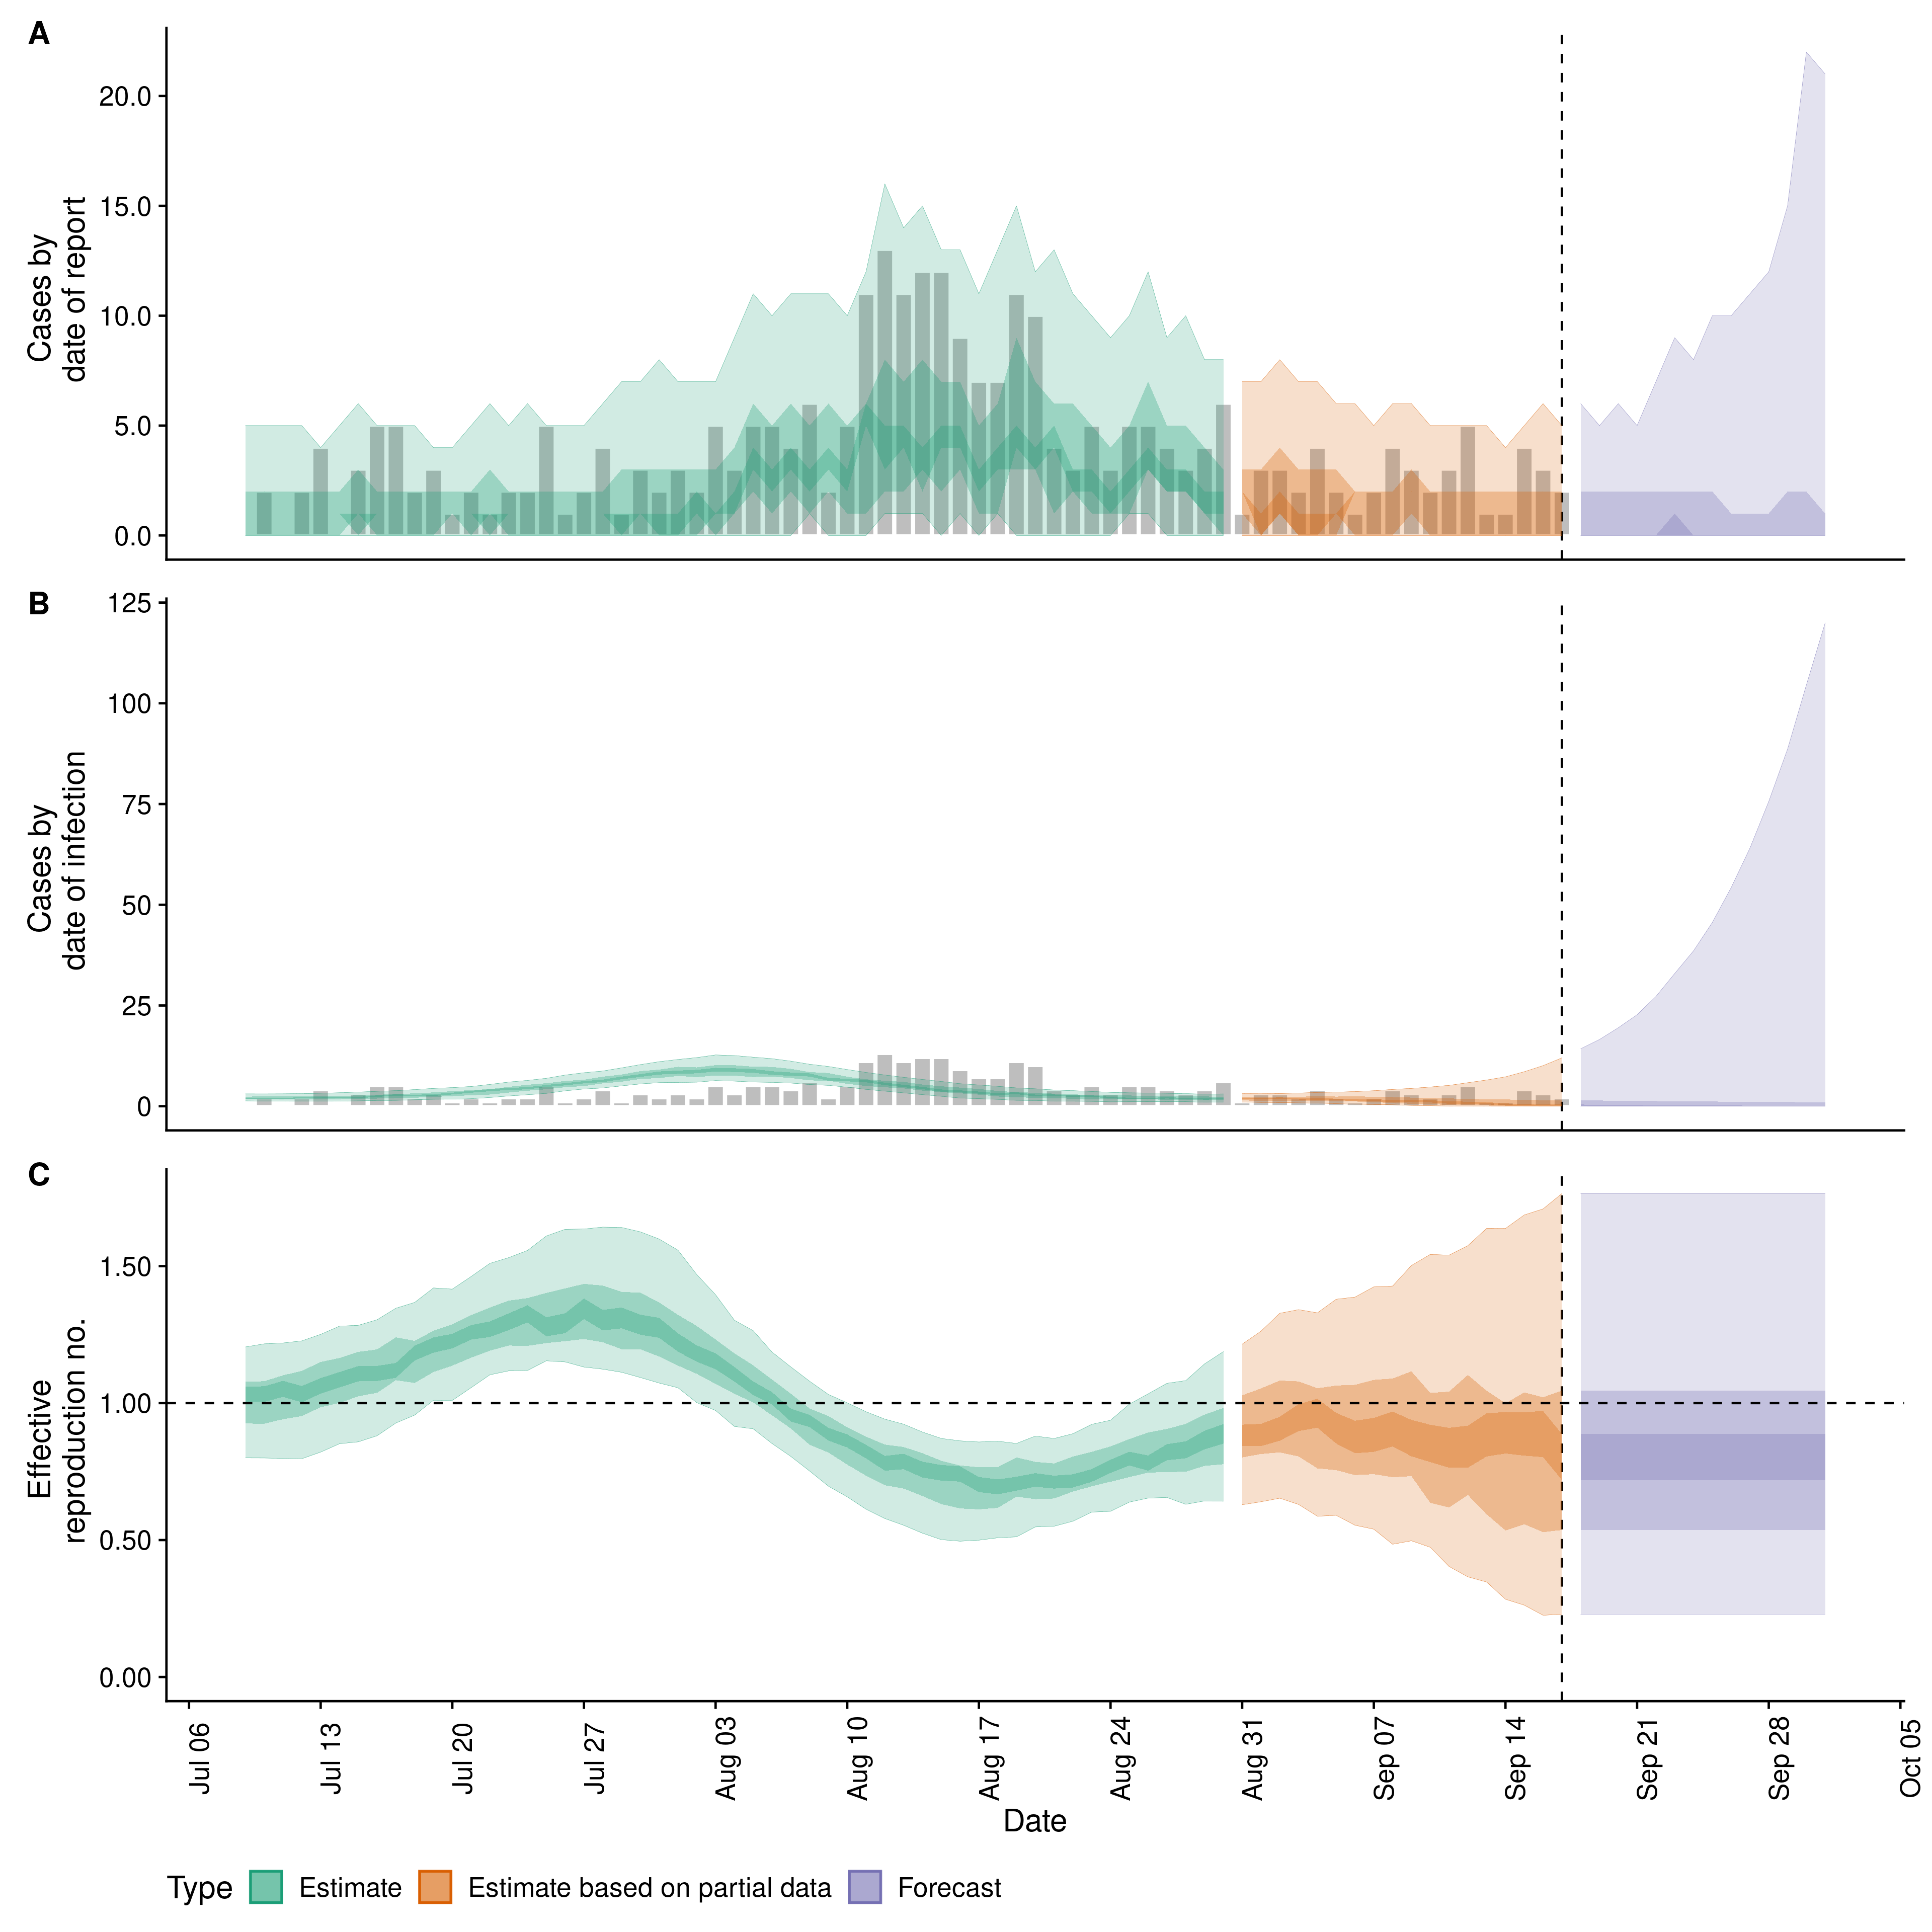 A
20.0
15.0
10.0
5.0
0.0
Cases by
date of report
B
125
100
75
50
25
0
Cases by
date of infection
C
1.50
1.00
0.50
0.00
Effective
reproduction no.
Jul 06
Jul 13
Jul 20
Jul 27
Aug 03
Aug 10
Aug 17
Aug 24
Aug 31
Sep 07
Sep 14
Sep 21
Sep 28
Oct 05
Date
Type Estimate Estimate based on partial data Forecast